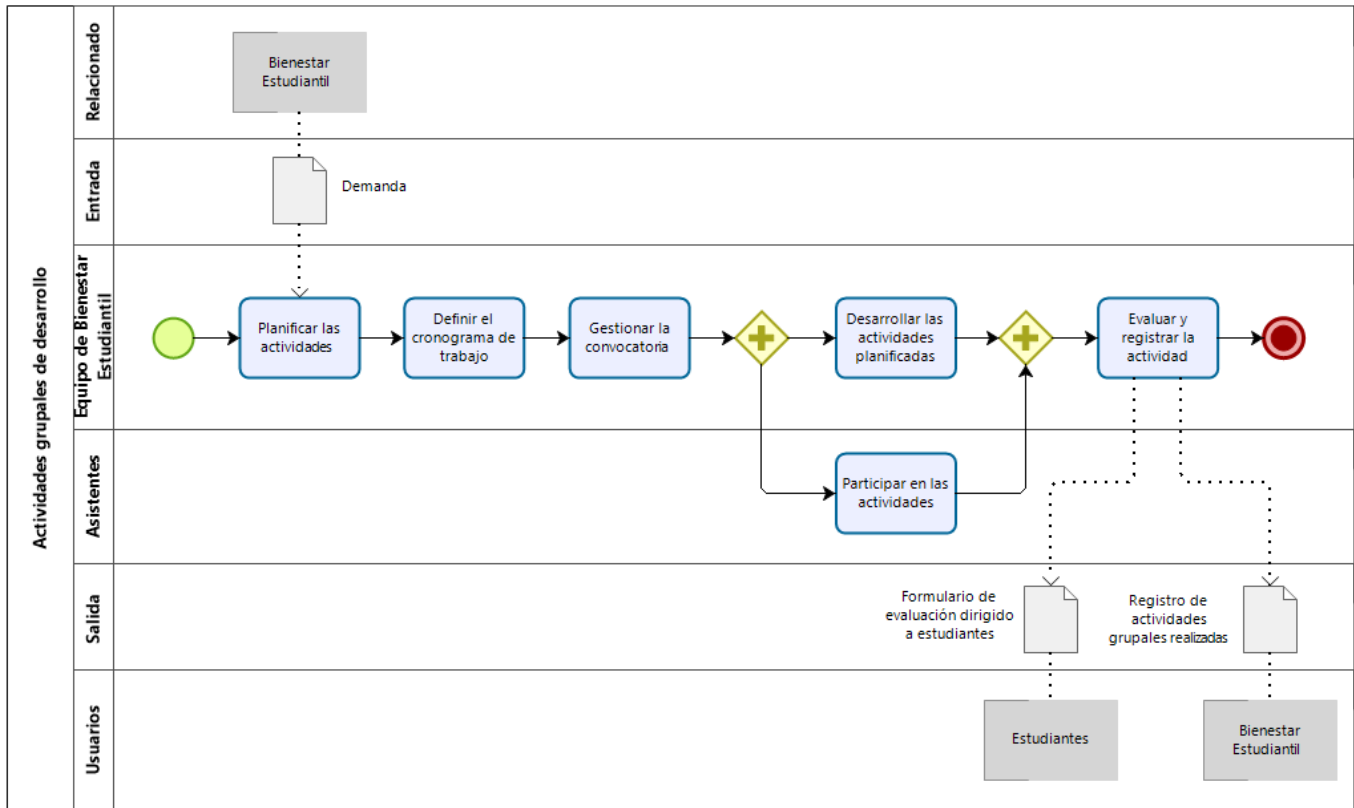 Actividades grupales de desarrollo
Relacionado
Bienestar
Estudiantil
Entrada
Demanda
Equipo de Bienestar
Estudiantil
Planificar las
actividades
Definir el
cronograma de
trabajo
Gestionar la
convocatoria
Desarrollar las
actividades
planificadas
Evaluar y
registrar la
actividad
Asistentes
Participar en las
actividades
Salida
Formulario de
evaluación dirigido
a estudiantes
Registro de
actividades
grupales realizadas
Usuarios
Estudiantes
Bienestar
Estudiantil